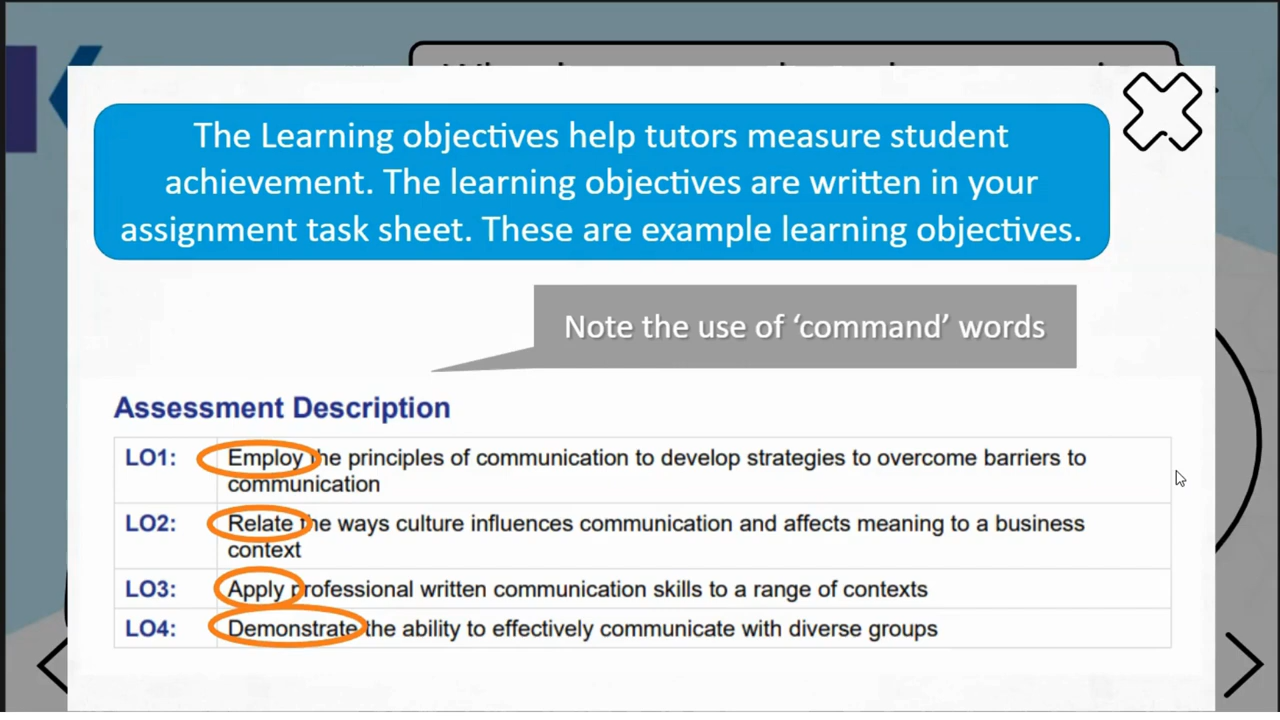 The Learning objectives help tutors measure student
achievement. The learning objectives are written in your
assignment task sheet. These are example learning objectives.
Note the use of ‘command’ words
Assessment Description
LO1: Employ the principles of communication to develop strategies to overcome barriers to
communication
LO2: Relate the ways culture influences communication and affects meaning to a business
context
LO3: Apply professional written communication skills to a range of contexts
LO4: Demonstrate the ability to effectively communicate with diverse groups